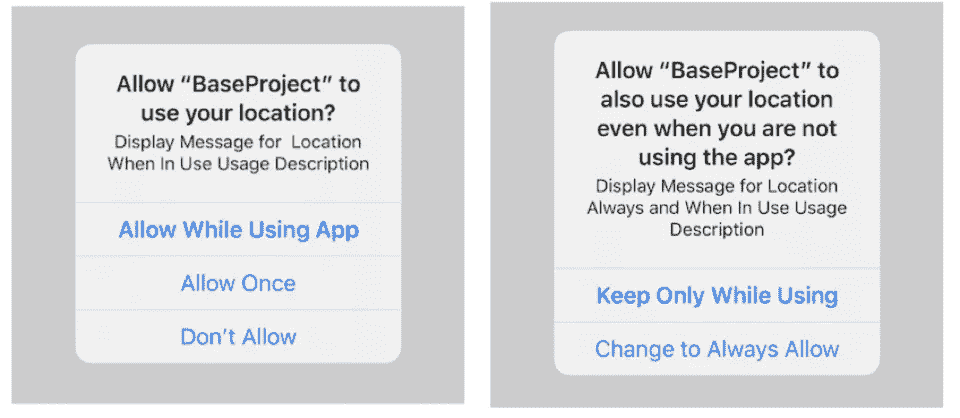 Allow “BaseProject” to
use your location?
Display Message for Location
When In Use Usage Description
Allow While Using App
Allow Once
Don’t Allow
Allow “BaseProject” to
also use your location
even when you are not
using the app?
Display Message for Location
Always and When In Use Usage
Description
Keep Only While Using
Change to Always Allow